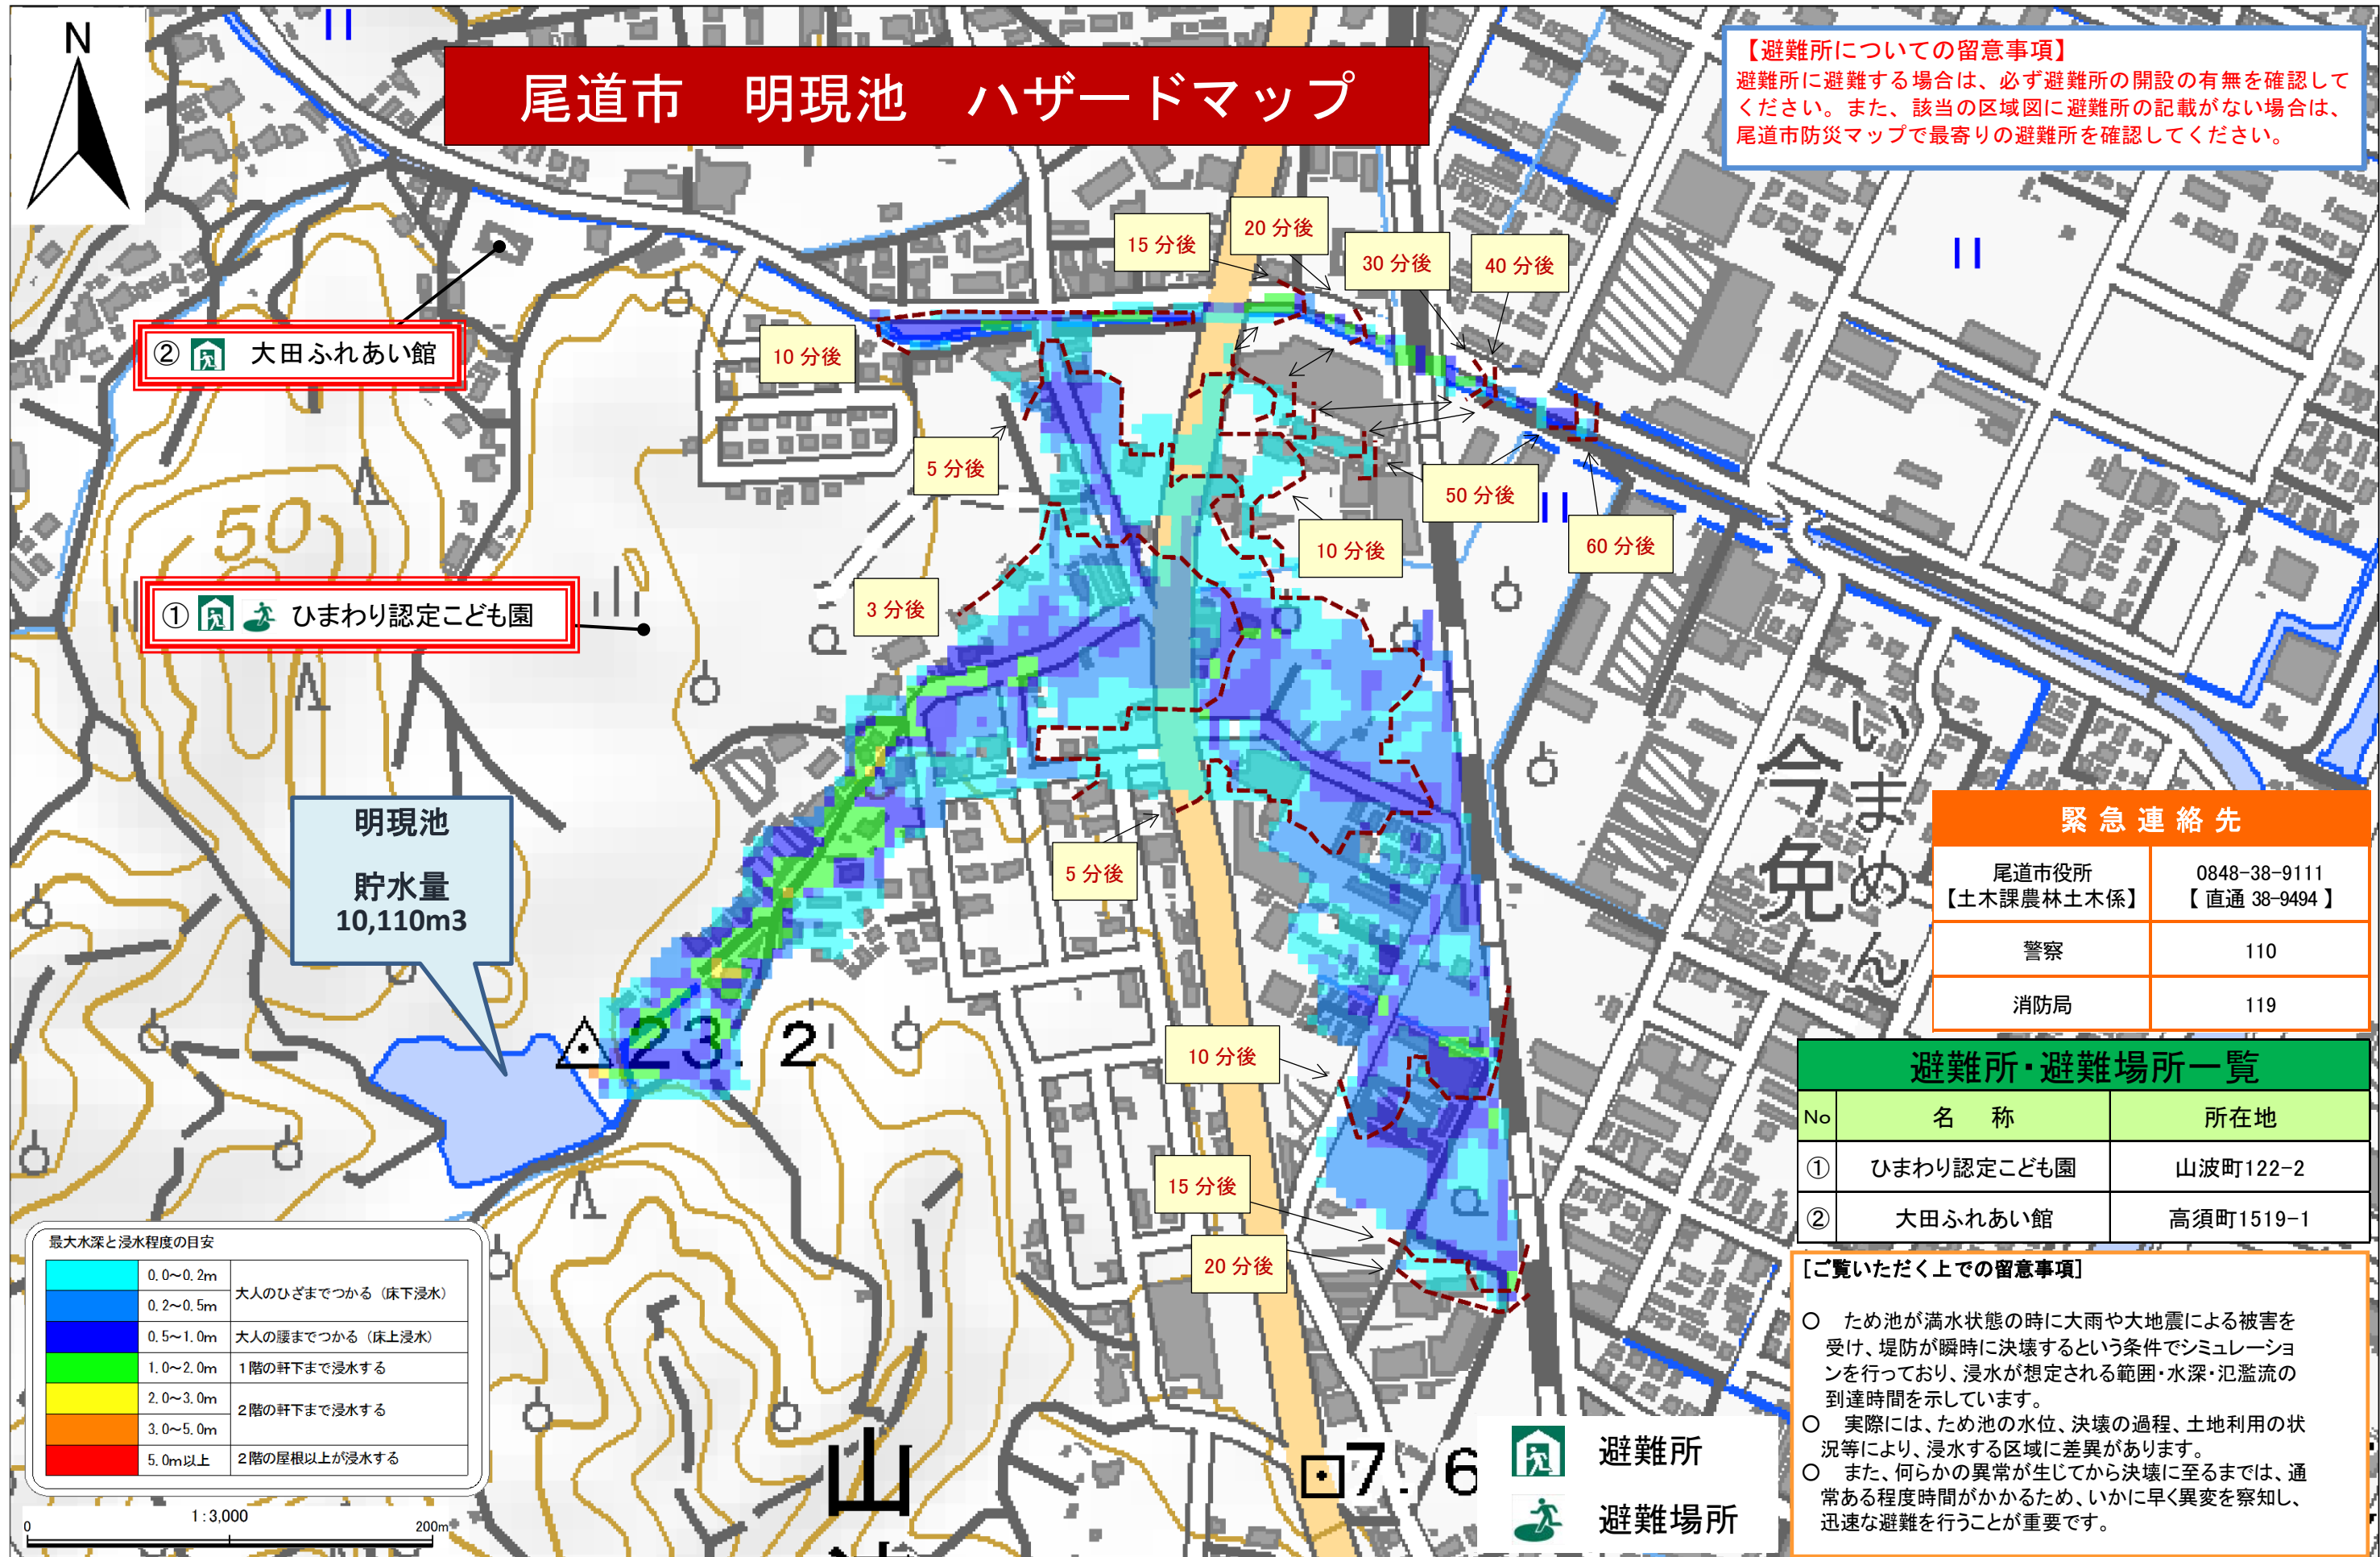 N
尾道市 明現池 ハザードマップ
【避難所についての留意事項】
避難所に避難する場合は、必ず避難所の開設の有無を確認して
ください。また、該当の区域図に避難所の記載がない場合は、
尾道市防災マップで最寄りの避難所を確認してください。
15 分後
20 分後
30 分後
40 分後
② 大田ふれあい館
10 分後
5 分後
50 分後
10 分後
60 分後
50
① ひまわり認定こども園
3 分後
明現池
貯水量
10,110m3
5 分後
23.2
いまめん
今免
緊急連絡先
尾道市役所
【土木課農林土木係】
0848-38-9111
【 直通 38-9494 】
警察 110
消防局 119
10 分後
15 分後
20 分後
避難所・避難場所一覧
No 名 称 所在地
① ひまわり認定こども園 山波町122-2
② 大田ふれあい館 高須町1519-1
最大水深と浸水程度の目安
0.0～0.2m
大人のひざまでつかる（床下浸水）
0.2～0.5m
0.5～1.0m 大人の腰までつかる（床上浸水）
1.0～2.0m 1階の軒下まで浸水する
2.0～3.0m
2階の軒下まで浸水する
3.0～5.0m
5.0m以上 2階の屋根以上が浸水する
1:3,000
0 200m
山
7.6
避難所
避難場所
[ご覧いただく上での留意事項]
○ ため池が満水状態の時に大雨や大地震による被害を
受け、堤防が瞬時に決壊するという条件でシミュレーショ
ンを行っており、浸水が想定される範囲・水深・氾濫流の
到達時間を示しています。
○ 実際には、ため池の水位、決壊の過程、土地利用の状
況等により、浸水する区域に差異があります。
○ また、何らかの異常が生じてから決壊に至るまでは、通
常ある程度時間がかかるため、いかに早く異変を察知し、
迅速な避難を行うことが重要です。